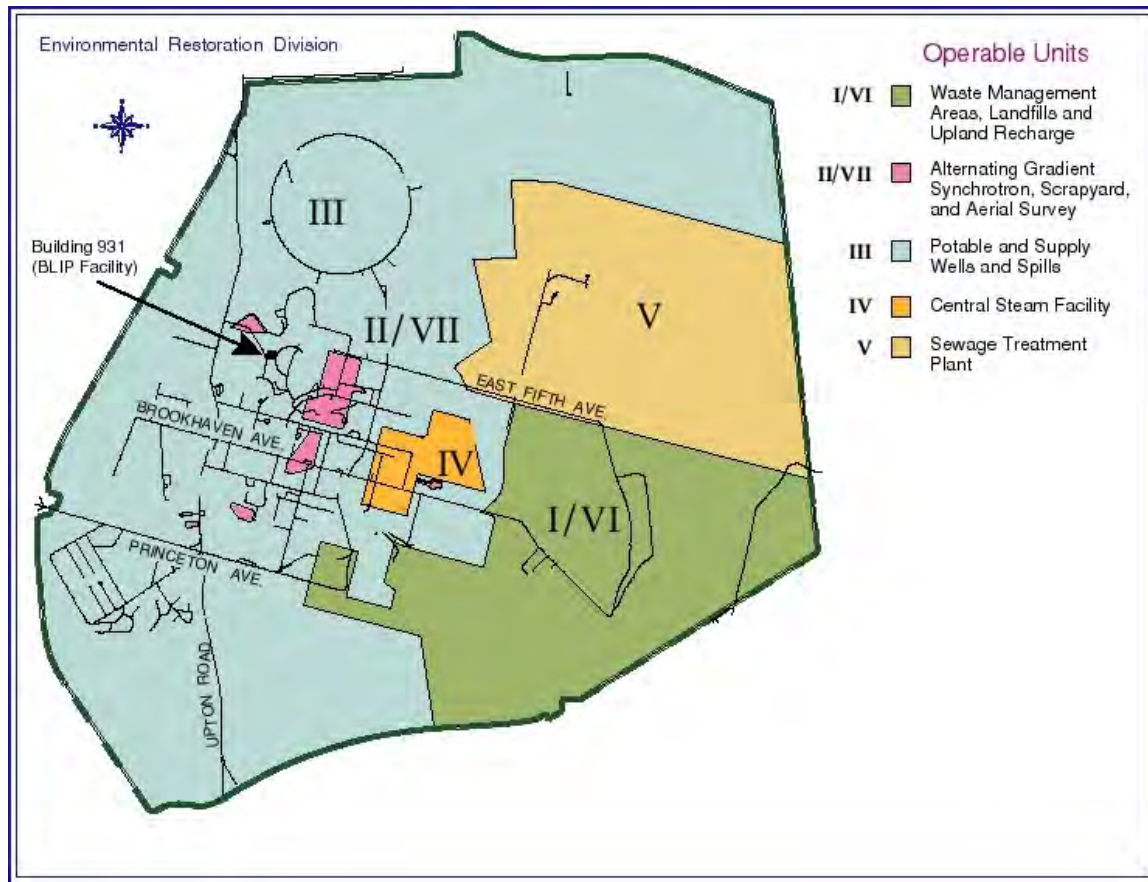 Environmental Restoration Division
Operable Units
I/VI
Waste Management
Areas, Landfills and
Upland Recharge
II/VII
Alternating Gradient
Synchrotron, Scrapyard,
and Aerial Survey
III
Potable and Supply
Wells and Spills
IV
Central Steam Facility
V
Sewage Treatment
Plant
Building 931
(BLIP Facility)
III
II/VII
V
EAST FIFTH AVE.
BROOKHAVEN AVE.
IV
I/VI
PRINCETON AVE.
UPTON ROAD